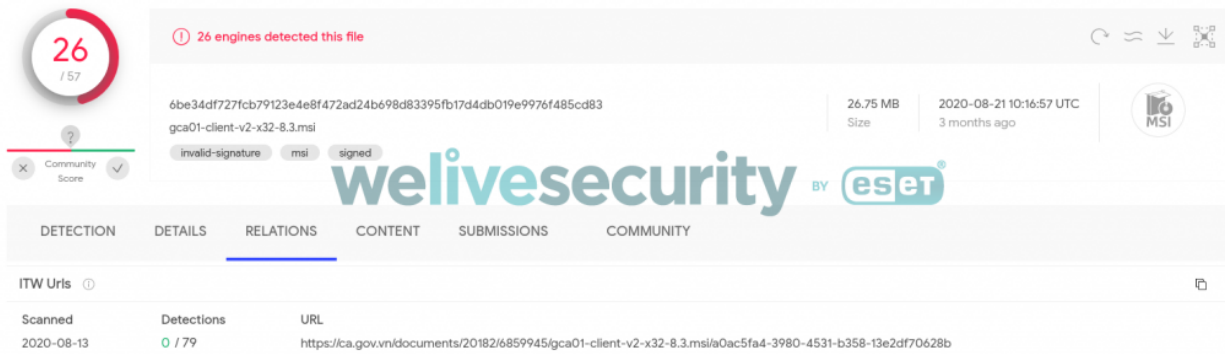 26
/ 57
?
Community
Score
26 engines detected this file
6be34df727fcb79123e4e8f472ad24b698d83395fb17d4db019e9976f485cd83
gca01-client-v2-x32-8.3.msi
invalid-signature msi signed
26.75 MB
Size
2020-08-21 10:16:57 UTC
3 months ago
MSI
welivesecurity BY eset®
DETECTION DETAILS RELATIONS CONTENT SUBMISSIONS COMMUNITY
ITW Urls
Scanned Detections URL
2020-08-13 0 / 79 https://ca.gov.vn/documents/20182/6859945/gca01-client-v2-x32-8.3.msi/a0ac5fa4-3980-4531-b358-13e2df70628b